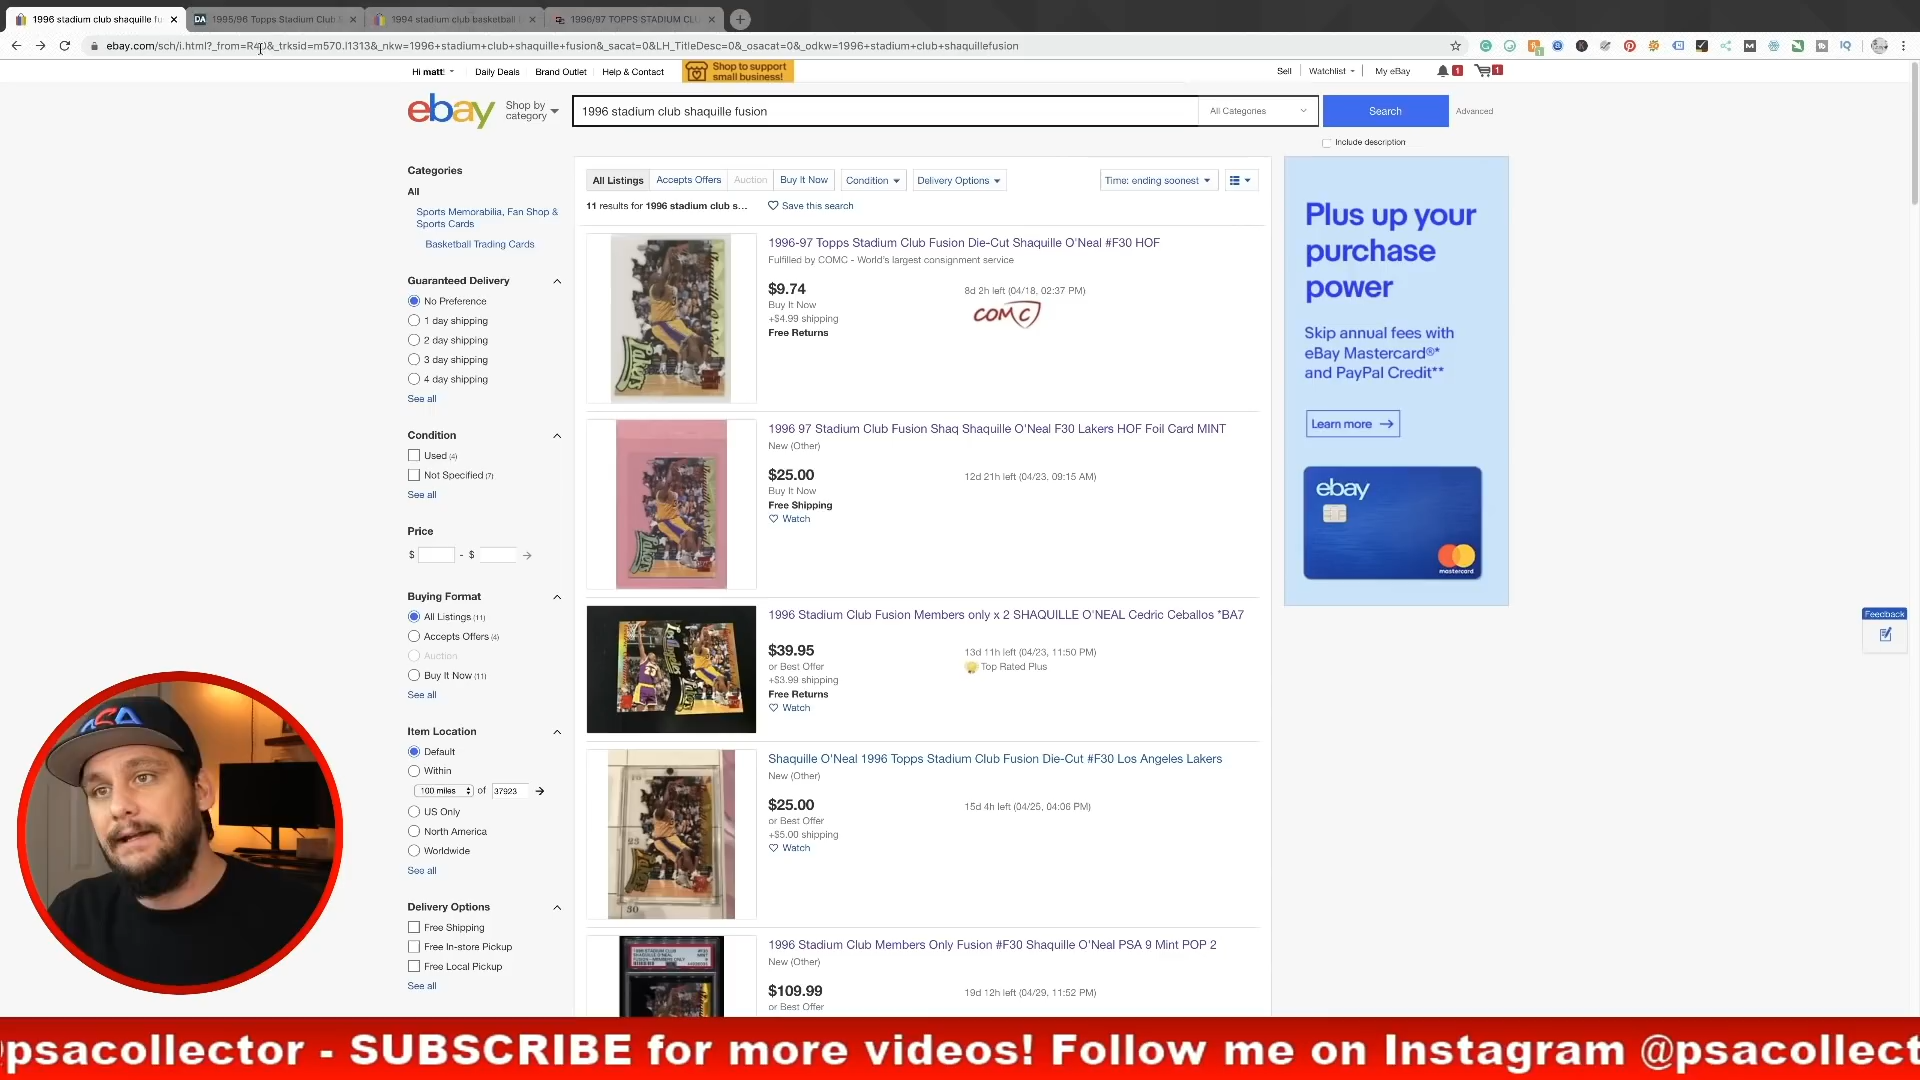 1996 stadium club shaquille fu
1995/96 Topps Stadium Club M
1994 stadium club basketball
1996/97 TOPPS STADIUM CLU
ebay.com/sch/i.html?_from=R40&_trksid=m570.l1313&_nkw=1996+stadium+club+shaquille+fusion&_sacat=0&LH_TitleDesc=0&_osacat=0&_odkw=1996+stadium+club+shaquillefusion
Hi matt!
Daily Deals
Brand Outlet
Help & Contact
Shop to support
small business!
Sell
Watchlist
My eBay
1
1
ebay
Shop by
category
1996 stadium club shaquille fusion
All Categories
Search
Advanced
Include description
Categories
All
Sports Memorabilia, Fan Shop &
Sports Cards
Basketball Trading Cards
Guaranteed Delivery
No Preference
1 day shipping
2 day shipping
3 day shipping
4 day shipping
See all
Condition
Used (4)
Not Specified (7)
See all
Price
$ - $
Buying Format
All Listings (11)
Accepts Offers (4)
Auction
Buy It Now (11)
See all
Item Location
Default
Within
100 miles of 37923
US Only
North America
Worldwide
See all
Delivery Options
Free Shipping
Free In-store Pickup
Free Local Pickup
See all
All Listings
Accepts Offers
Auction
Buy It Now
Condition
Delivery Options
Time: ending soonest
11 results for 1996 stadium club s...
Save this search
1996-97 Topps Stadium Club Fusion Die-Cut Shaquille O'Neal #F30 HOF
Fulfilled by COMC - World's largest consignment service
$9.74
8d 2h left (04/18, 02:37 PM)
Buy It Now
+$4.99 shipping
Free Returns
COMC
1996 97 Stadium Club Fusion Shaq Shaquille O'Neal F30 Lakers HOF Foil Card MINT
New (Other)
$25.00
12d 21h left (04/23, 09:15 AM)
Buy It Now
Free Shipping
Watch
1996 Stadium Club Fusion Members only x 2 SHAQUILLE O'NEAL Cedric Ceballos *BA7
$39.95
13d 11h left (04/23, 11:50 PM)
or Best Offer
Top Rated Plus
+$3.99 shipping
Free Returns
Watch
Shaquille O'Neal 1996 Topps Stadium Club Fusion Die-Cut #F30 Los Angeles Lakers
New (Other)
$25.00
15d 4h left (04/25, 04:06 PM)
or Best Offer
+$5.00 shipping
Watch
1996 Stadium Club Members Only Fusion #F30 Shaquille O'Neal PSA 9 Mint POP 2
New (Other)
$109.99
19d 12h left (04/29, 11:52 PM)
or Best Offer
Plus up your
purchase
power
Skip annual fees with
eBay Mastercard®*
and PayPal Credit**
Learn more
ebay
mastercard
Feedback
psacollector - SUBSCRIBE for more videos! Follow me on Instagram @psacollect